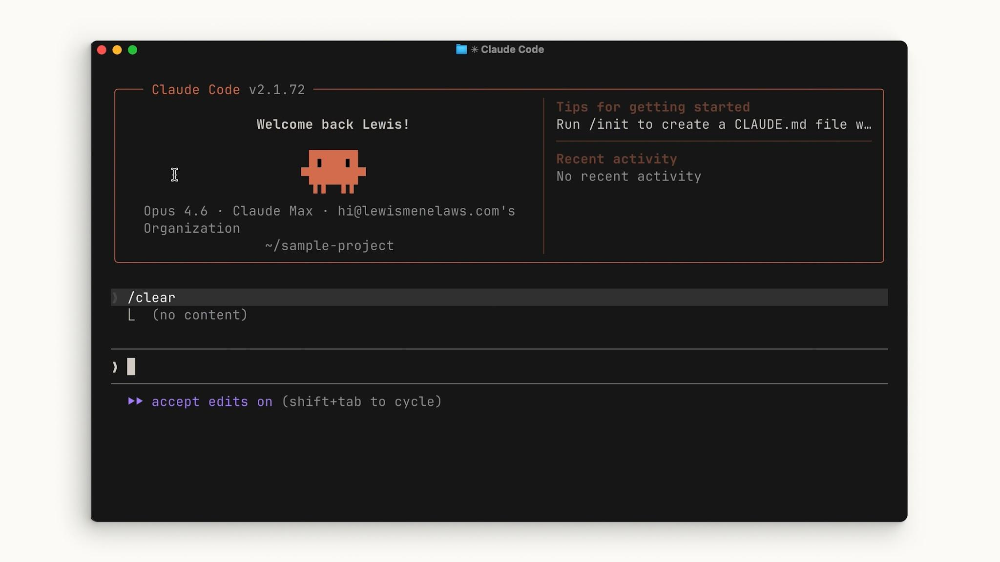 ✳ Claude Code
Claude Code v2.1.72
Welcome back Lewis!
Opus 4.6 · Claude Max · hi@lewismenelaws.com's
Organization
~/sample-project
Tips for getting started
Run /init to create a CLAUDE.md file w…
Recent activity
No recent activity
❯ /clear
⎿ (no content)
❯
⏵⏵ accept edits on (shift+tab to cycle)